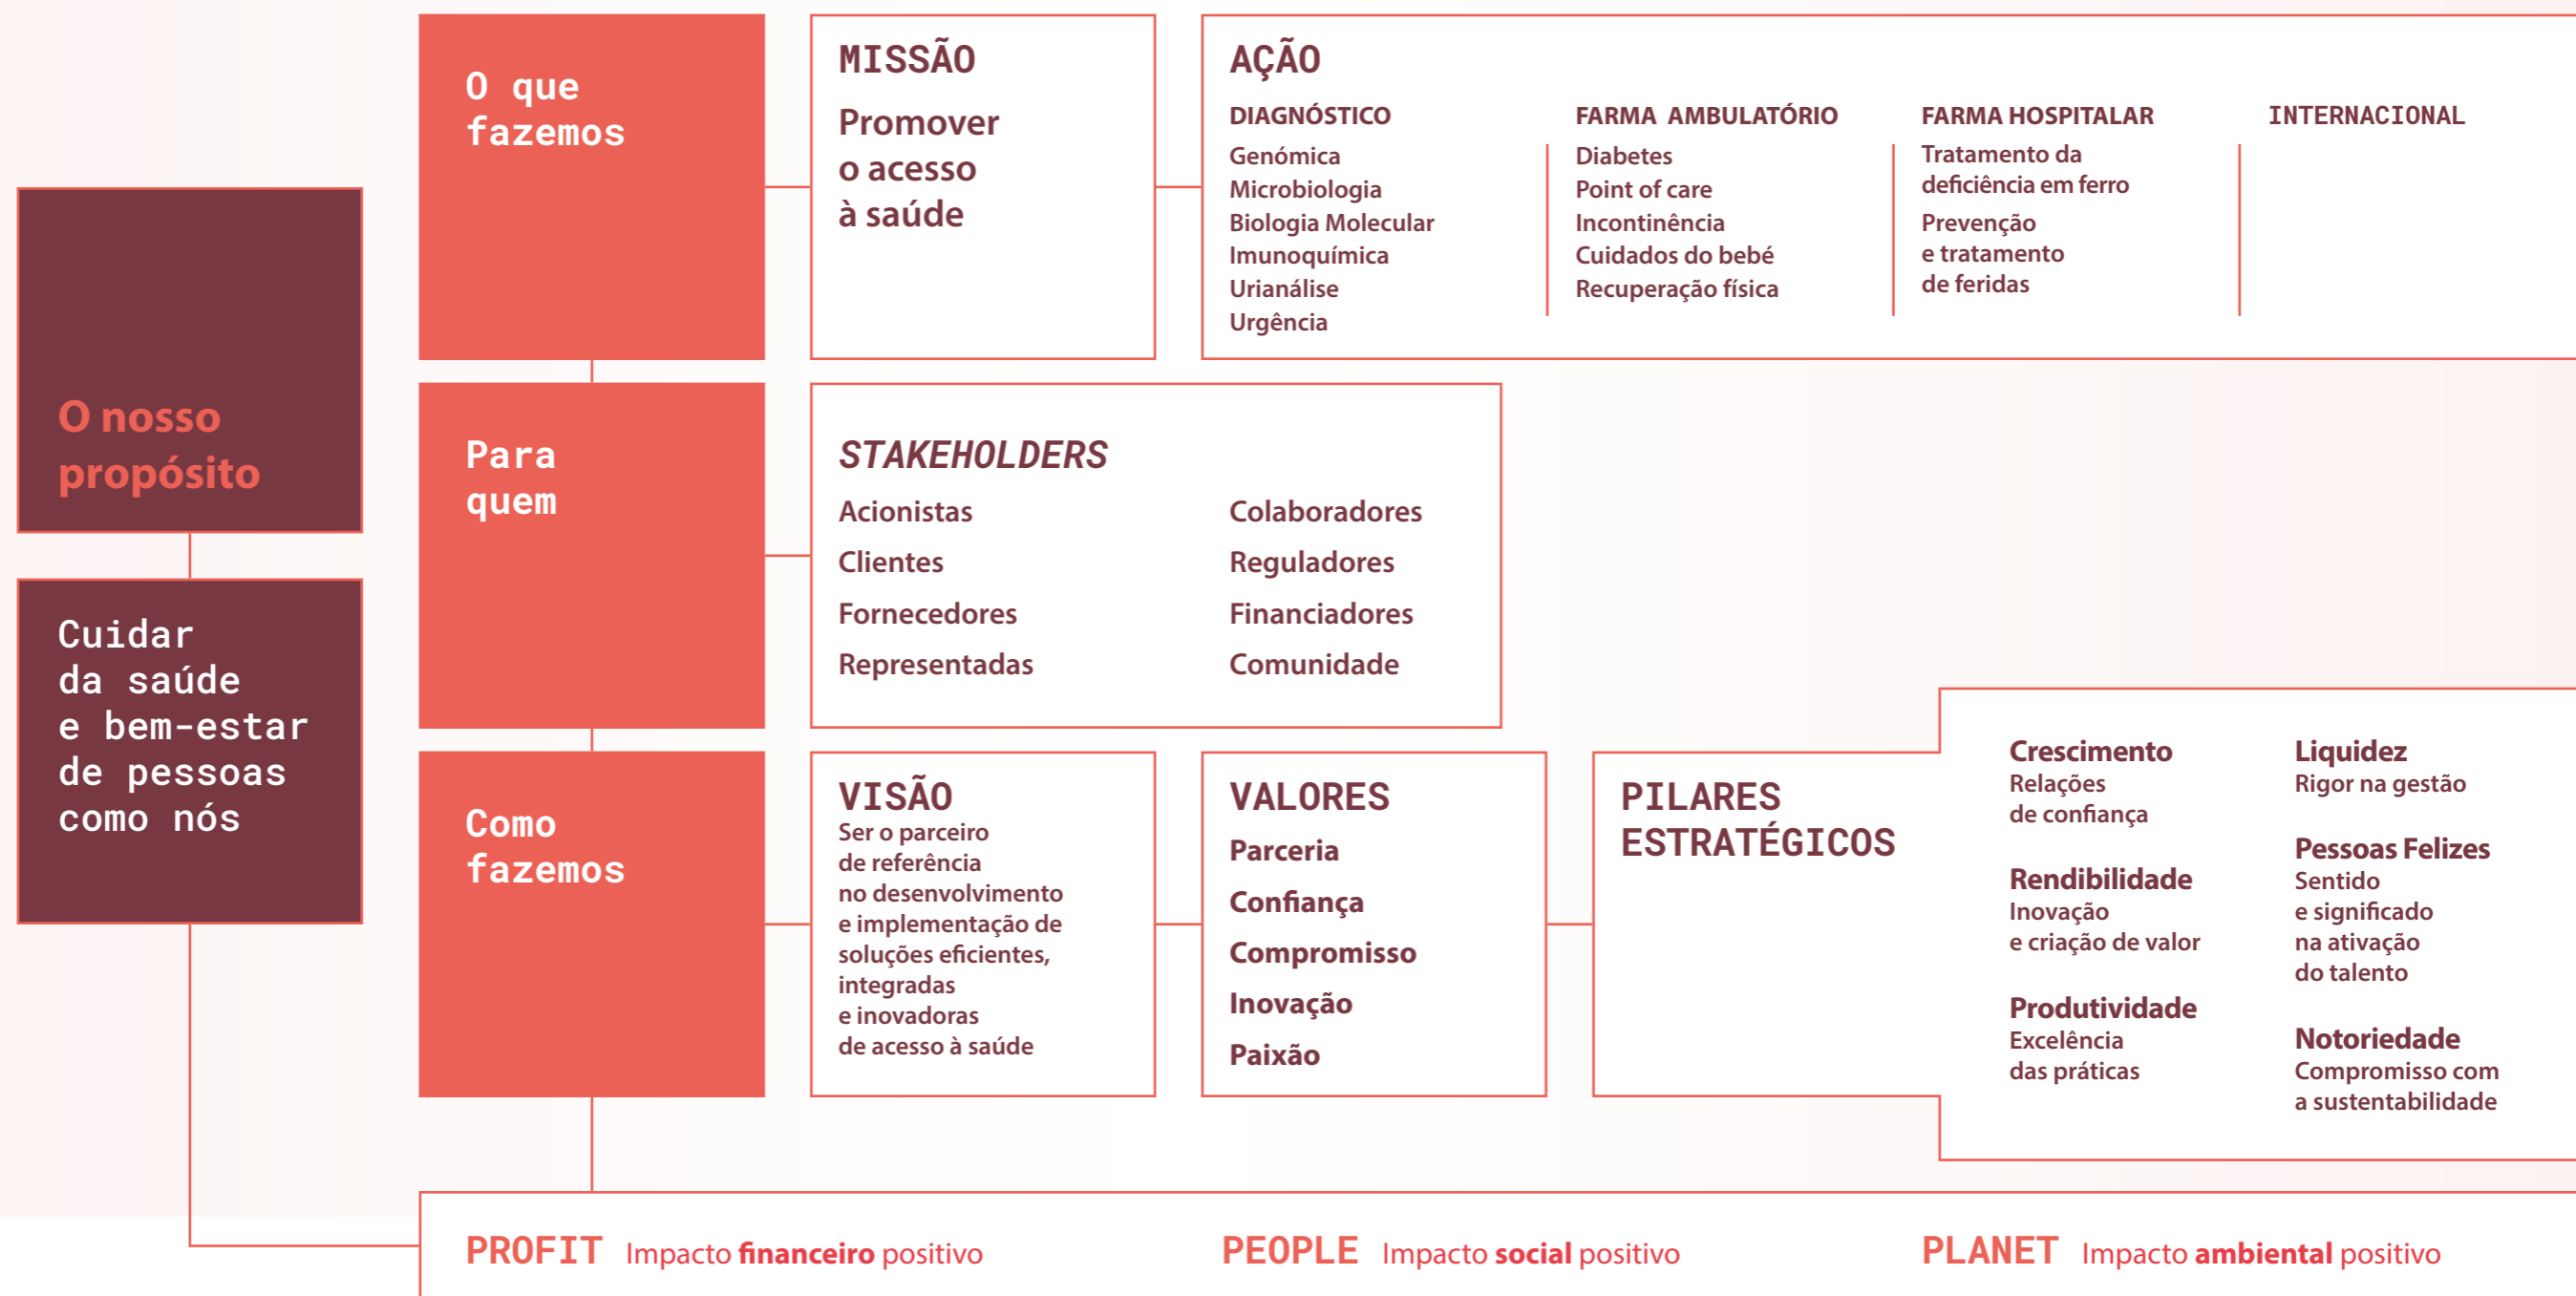 O nosso
propósito
Cuidar
da saúde
e bem-estar
de pessoas
como nós
O que
fazemos
MISSÃO
Promover
o acesso
à saúde
AÇÃO
DIAGNÓSTICO
Genómica
Microbiologia
Biologia Molecular
Imunoquímica
Urianálise
Urgência
FARMA AMBULATÓRIO
Diabetes
Point of care
Incontinência
Cuidados do bebé
Recuperação física
FARMA HOSPITALAR
Tratamento da
deficiência em ferro
Prevenção
e tratamento
de feridas
INTERNACIONAL
Para
quem
STAKEHOLDERS
Acionistas
Clientes
Fornecedores
Representadas
Colaboradores
Reguladores
Financiadores
Comunidade
Como
fazemos
VISÃO
Ser o parceiro
de referência
no desenvolvimento
e implementação de
soluções eficientes,
integradas
e inovadoras
de acesso à saúde
VALORES
Parceria
Confiança
Compromisso
Inovação
Paixão
PILARES
ESTRATÉGICOS
Crescimento
Relações
de confiança
Rendibilidade
Inovação
e criação de valor
Produtividade
Excelência
das práticas
Liquidez
Rigor na gestão
Pessoas Felizes
Sentido
e significado
na ativação
do talento
Notoriedade
Compromisso com
a sustentabilidade
PROFIT Impacto financeiro positivo
PEOPLE Impacto social positivo
PLANET Impacto ambiental positivo